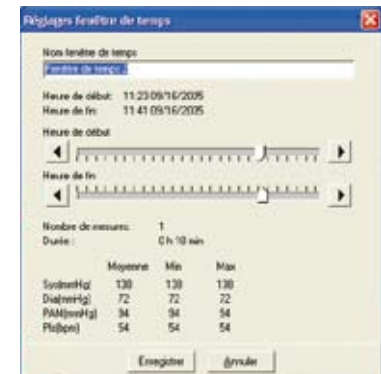 Réglages fenêtre de temps
Nom fenêtre de temps
Fenêtre de temps 2
Heure de début: 11:23 09/16/2005
Heure de fin: 11:41 09/16/2005
Heure de début
Heure de fin
Nombre de mesures: 1
Durée : 0 h 18 min
Moyenne Min Max
Sys(mmHg) 138 138 138
Dia(mmHg) 72 72 72
PAM(mmHg) 94 94 94
Pls(bpm) 54 54 54
Enregistrer Annuler